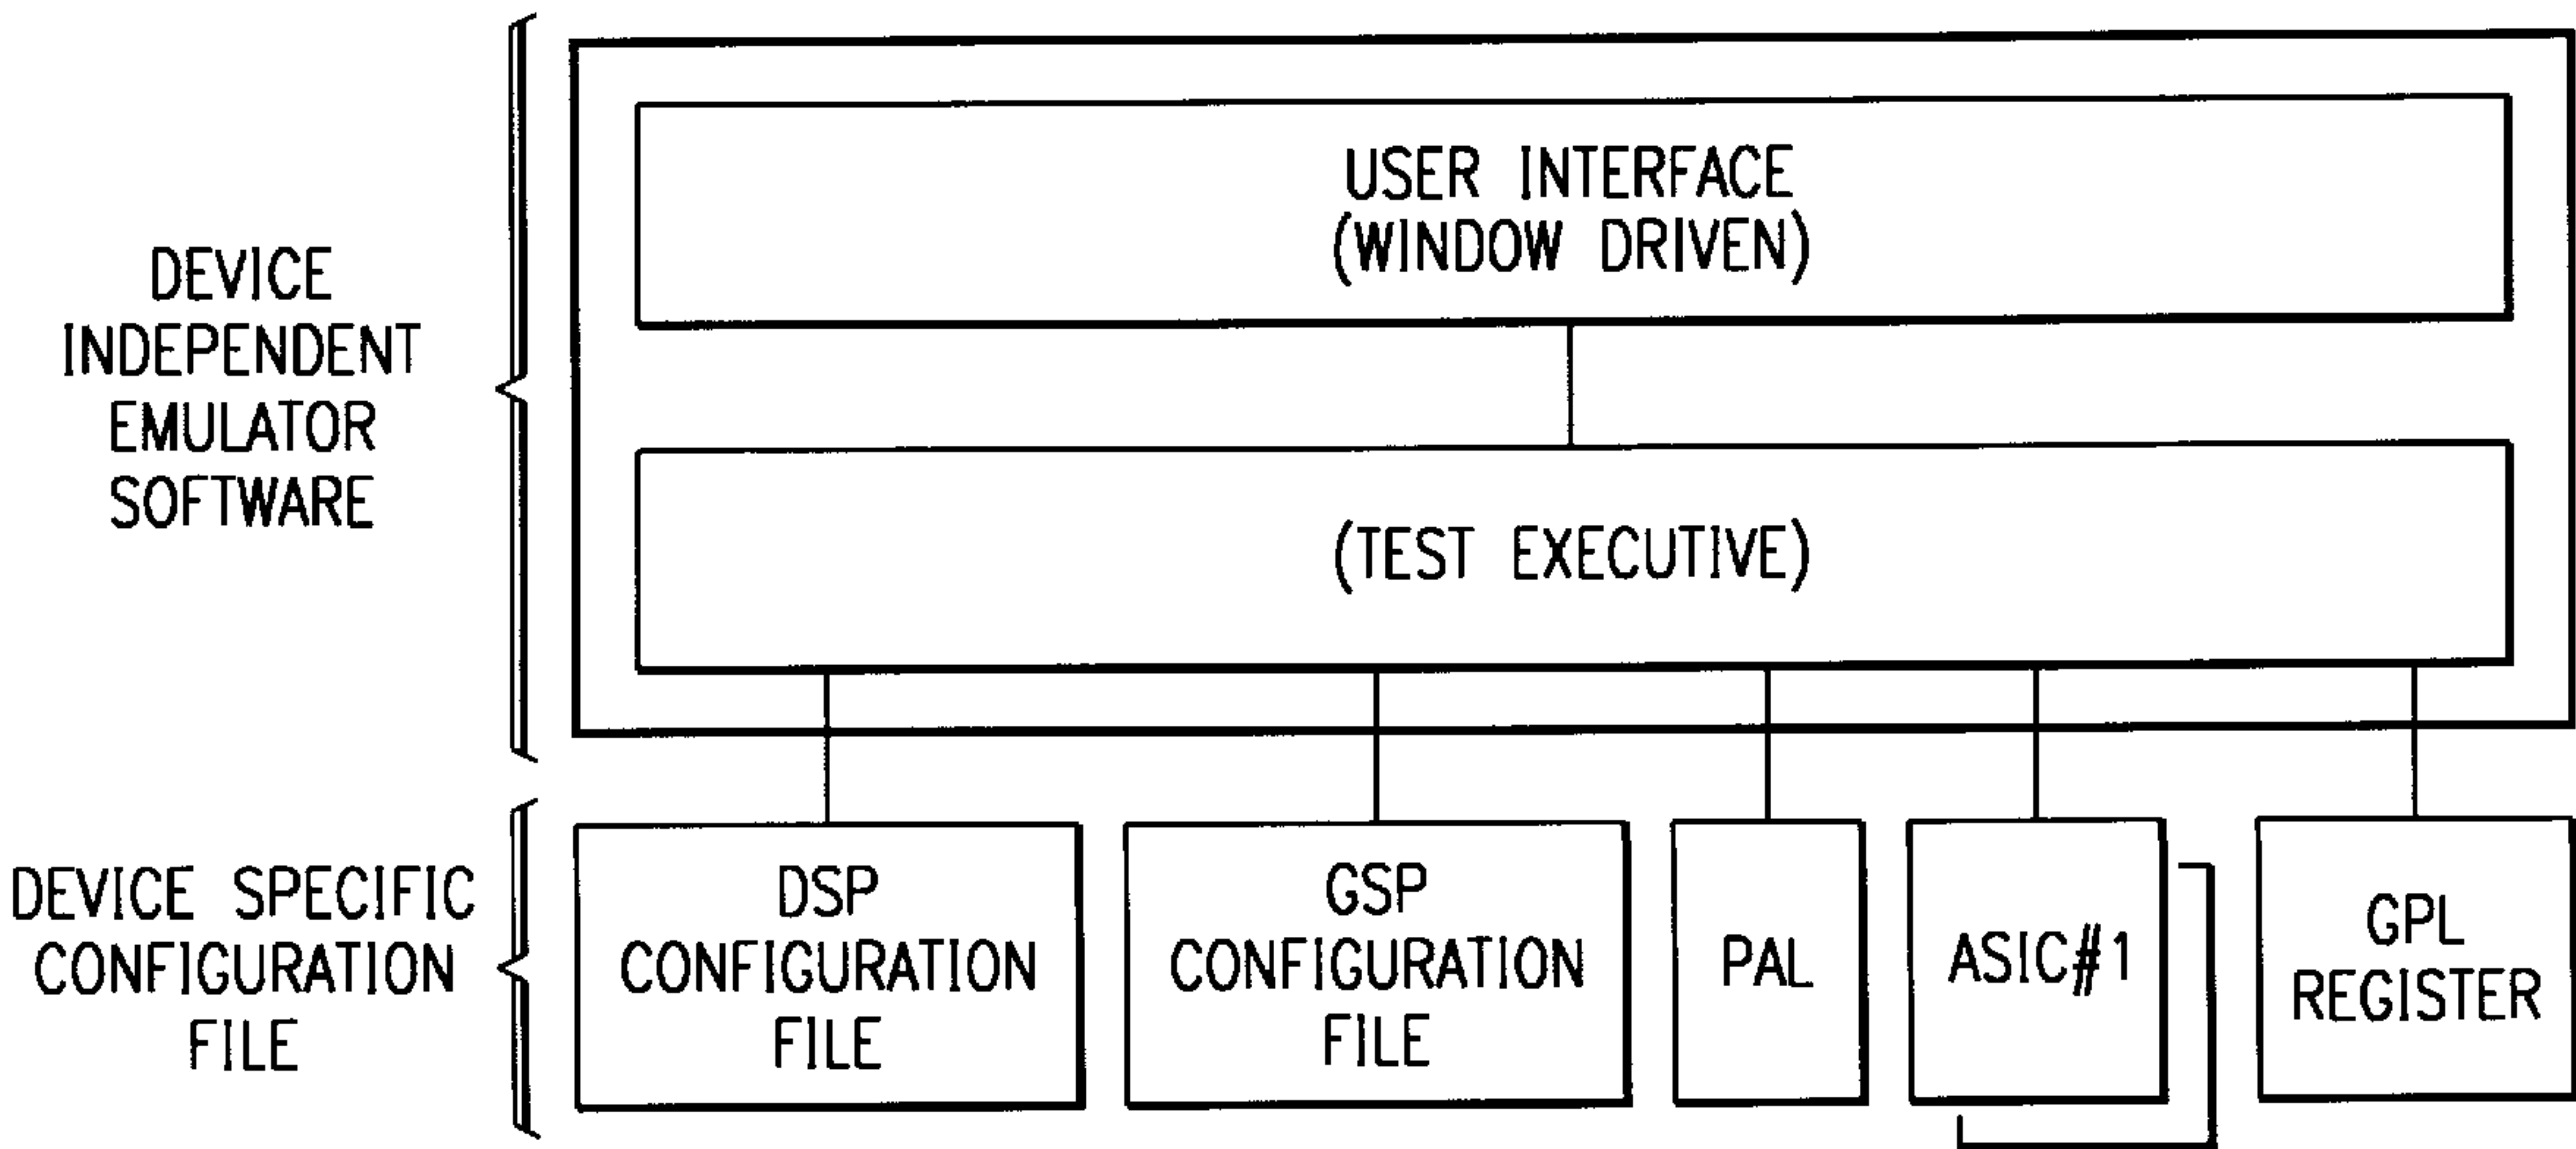 DEVICE
INDEPENDENT
EMULATOR
SOFTWARE
USER INTERFACE
(WINDOW DRIVEN)
(TEST EXECUTIVE)
DEVICE SPECIFIC
CONFIGURATION
FILE
DSP
CONFIGURATION
FILE
GSP
CONFIGURATION
FILE
PAL
ASIC#1
GPL
REGISTER